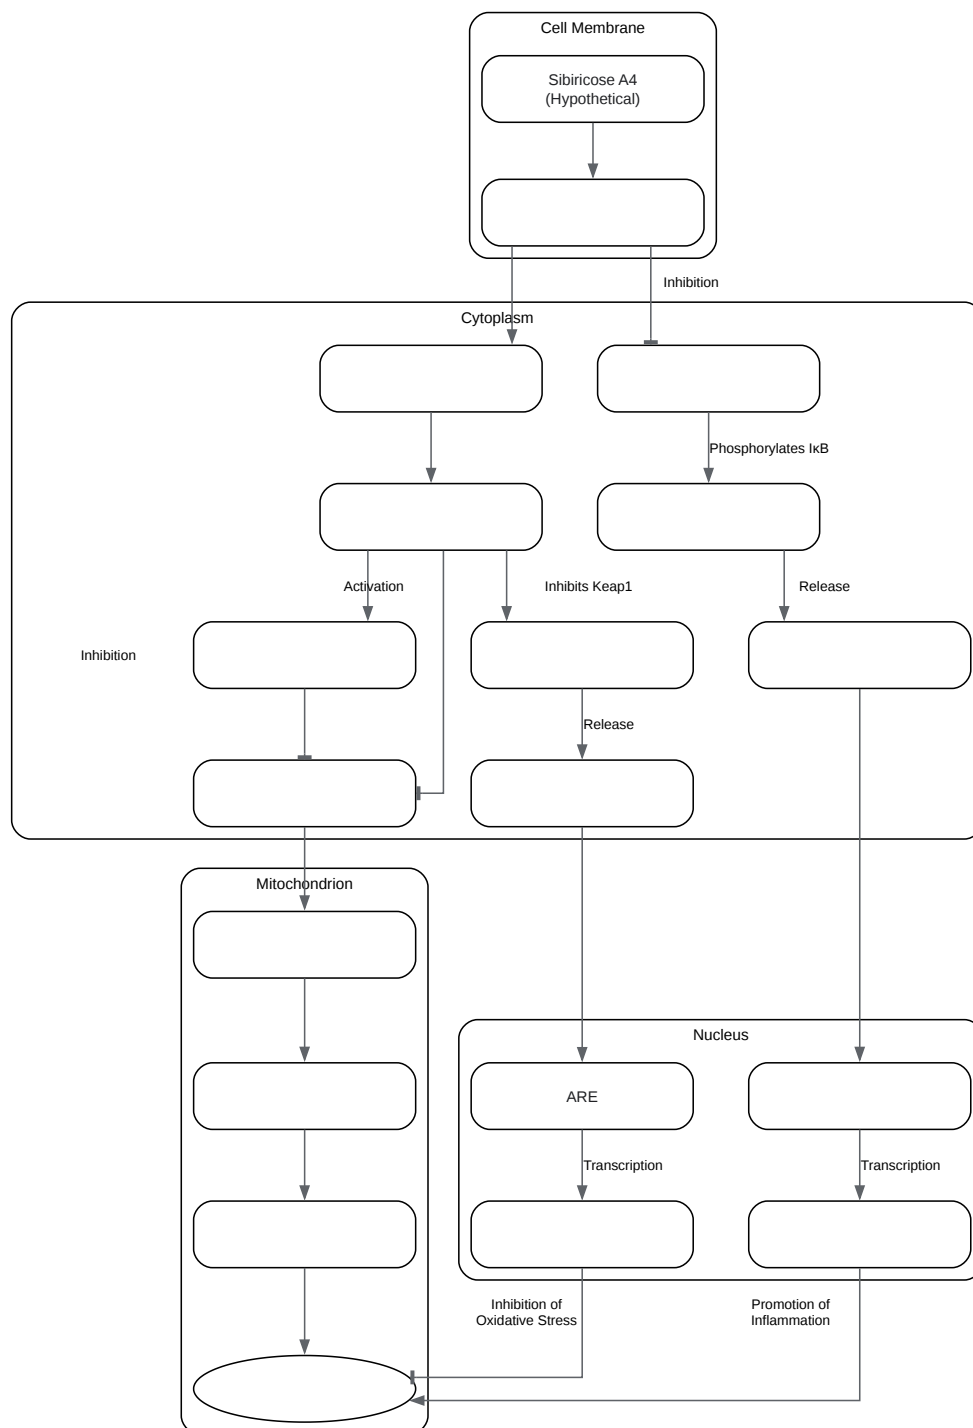 Cell Membrane
Sibiricose A4
(Hypothetical)
Inhibition
Cytoplasm
Phosphorylates IκB
Activation
Inhibits Keap1
Release
Inhibition
Release
Mitochondrion
Nucleus
ARE
Transcription
Transcription
Inhibition of
Oxidative Stress
Promotion of
Inflammation